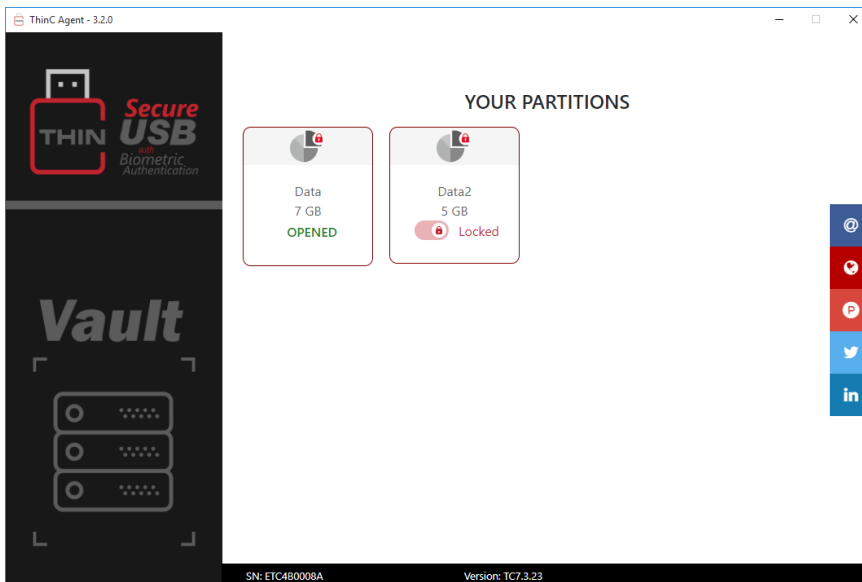 ThinC Agent - 3.2.0
THIN
Secure
USB
with
Biometric
Authentication
YOUR PARTITIONS
Data
7 GB
OPENED
Data2
5 GB
Locked
Vault
@
P
in
SN: ETC4B0008A
Version: TC7.3.23